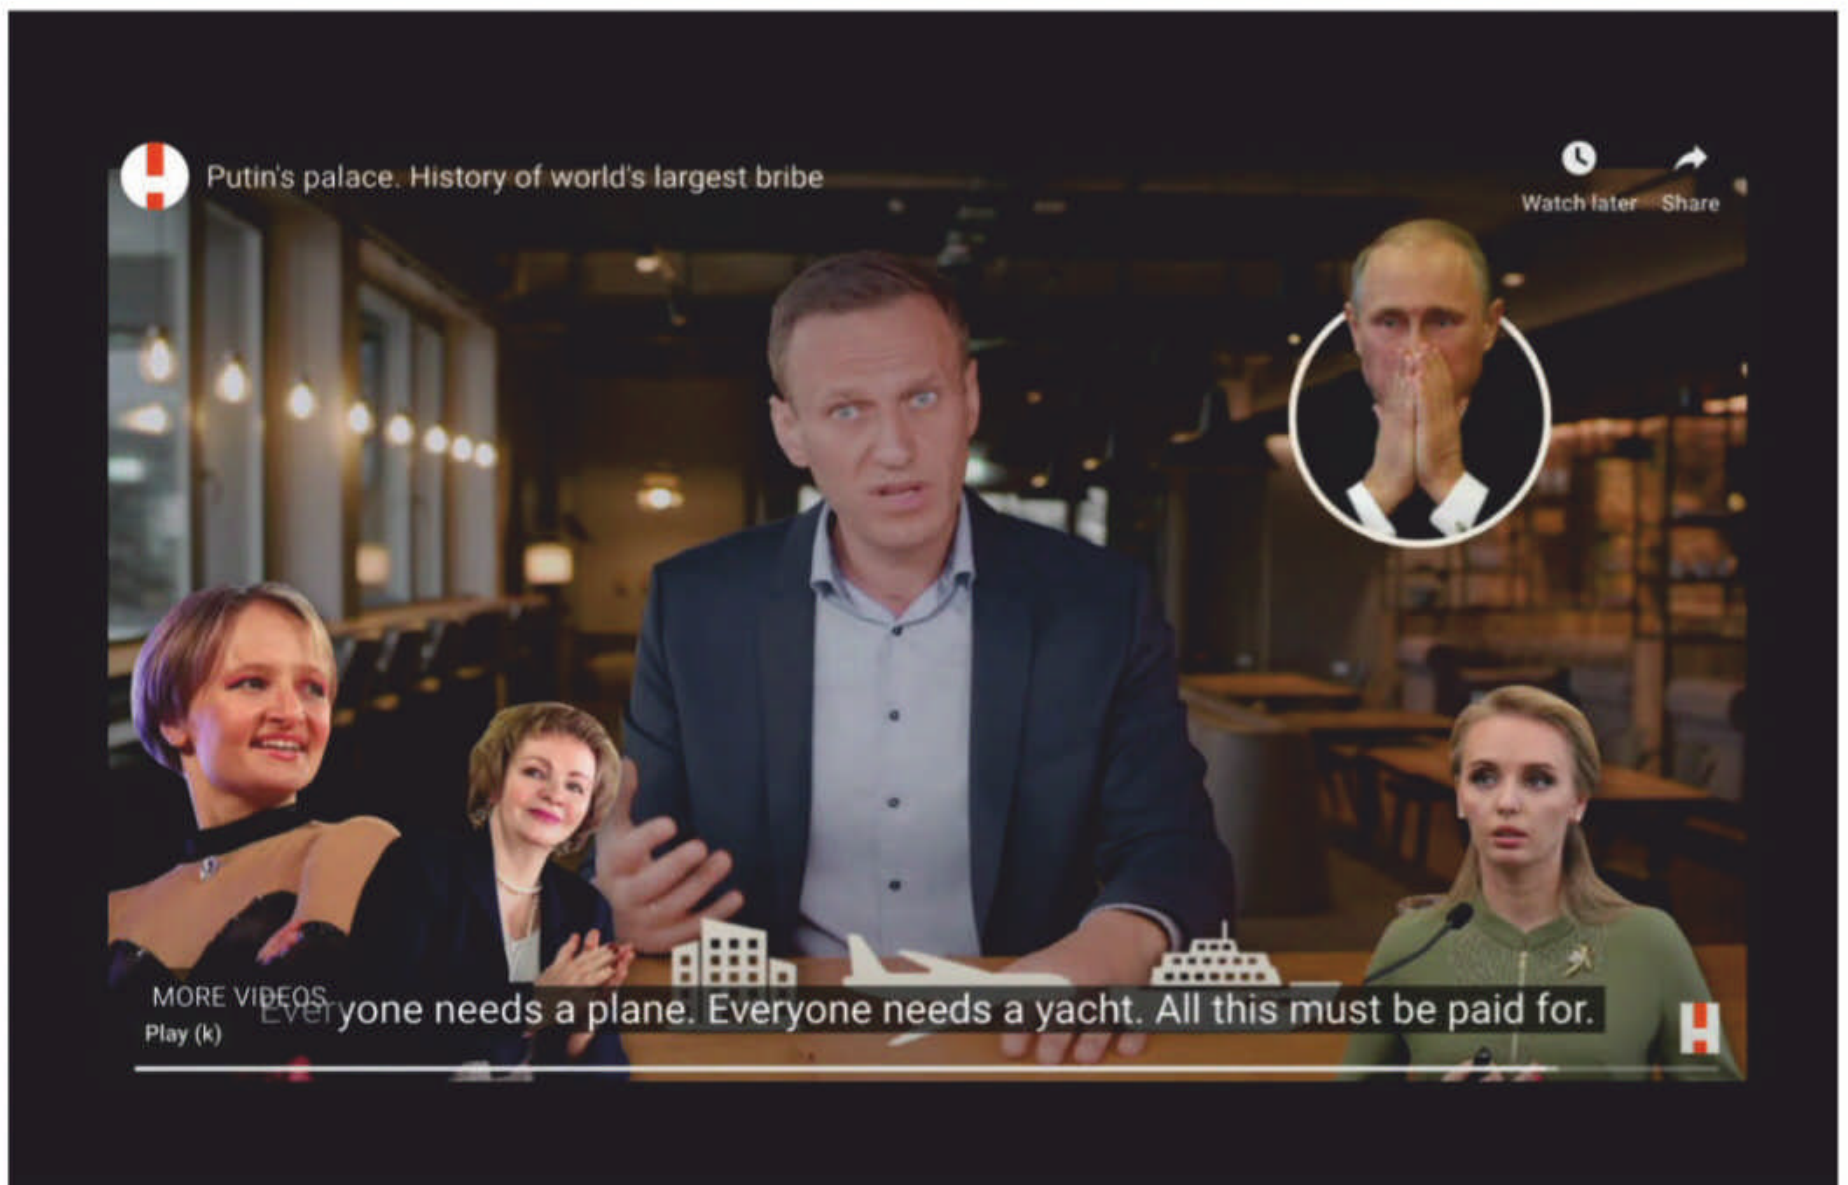 Putin's palace. History of world's largest bribe
Watch later Share
MORE VIDEOS
Everyone needs a plane. Everyone needs a yacht. All this must be paid for.
Play (k)